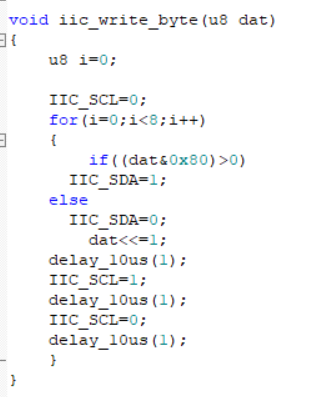 void iic_write_byte(u8 dat)
{
    u8 i=0;

    IIC_SCL=0;
    for(i=0;i<8;i++)
    {
        if((dat&0x80)>0)
      IIC_SDA=1;
    else
      IIC_SDA=0;
        dat<<=1;
    delay_10us(1);
    IIC_SCL=1;
    delay_10us(1);
    IIC_SCL=0;
    delay_10us(1);
    }
}